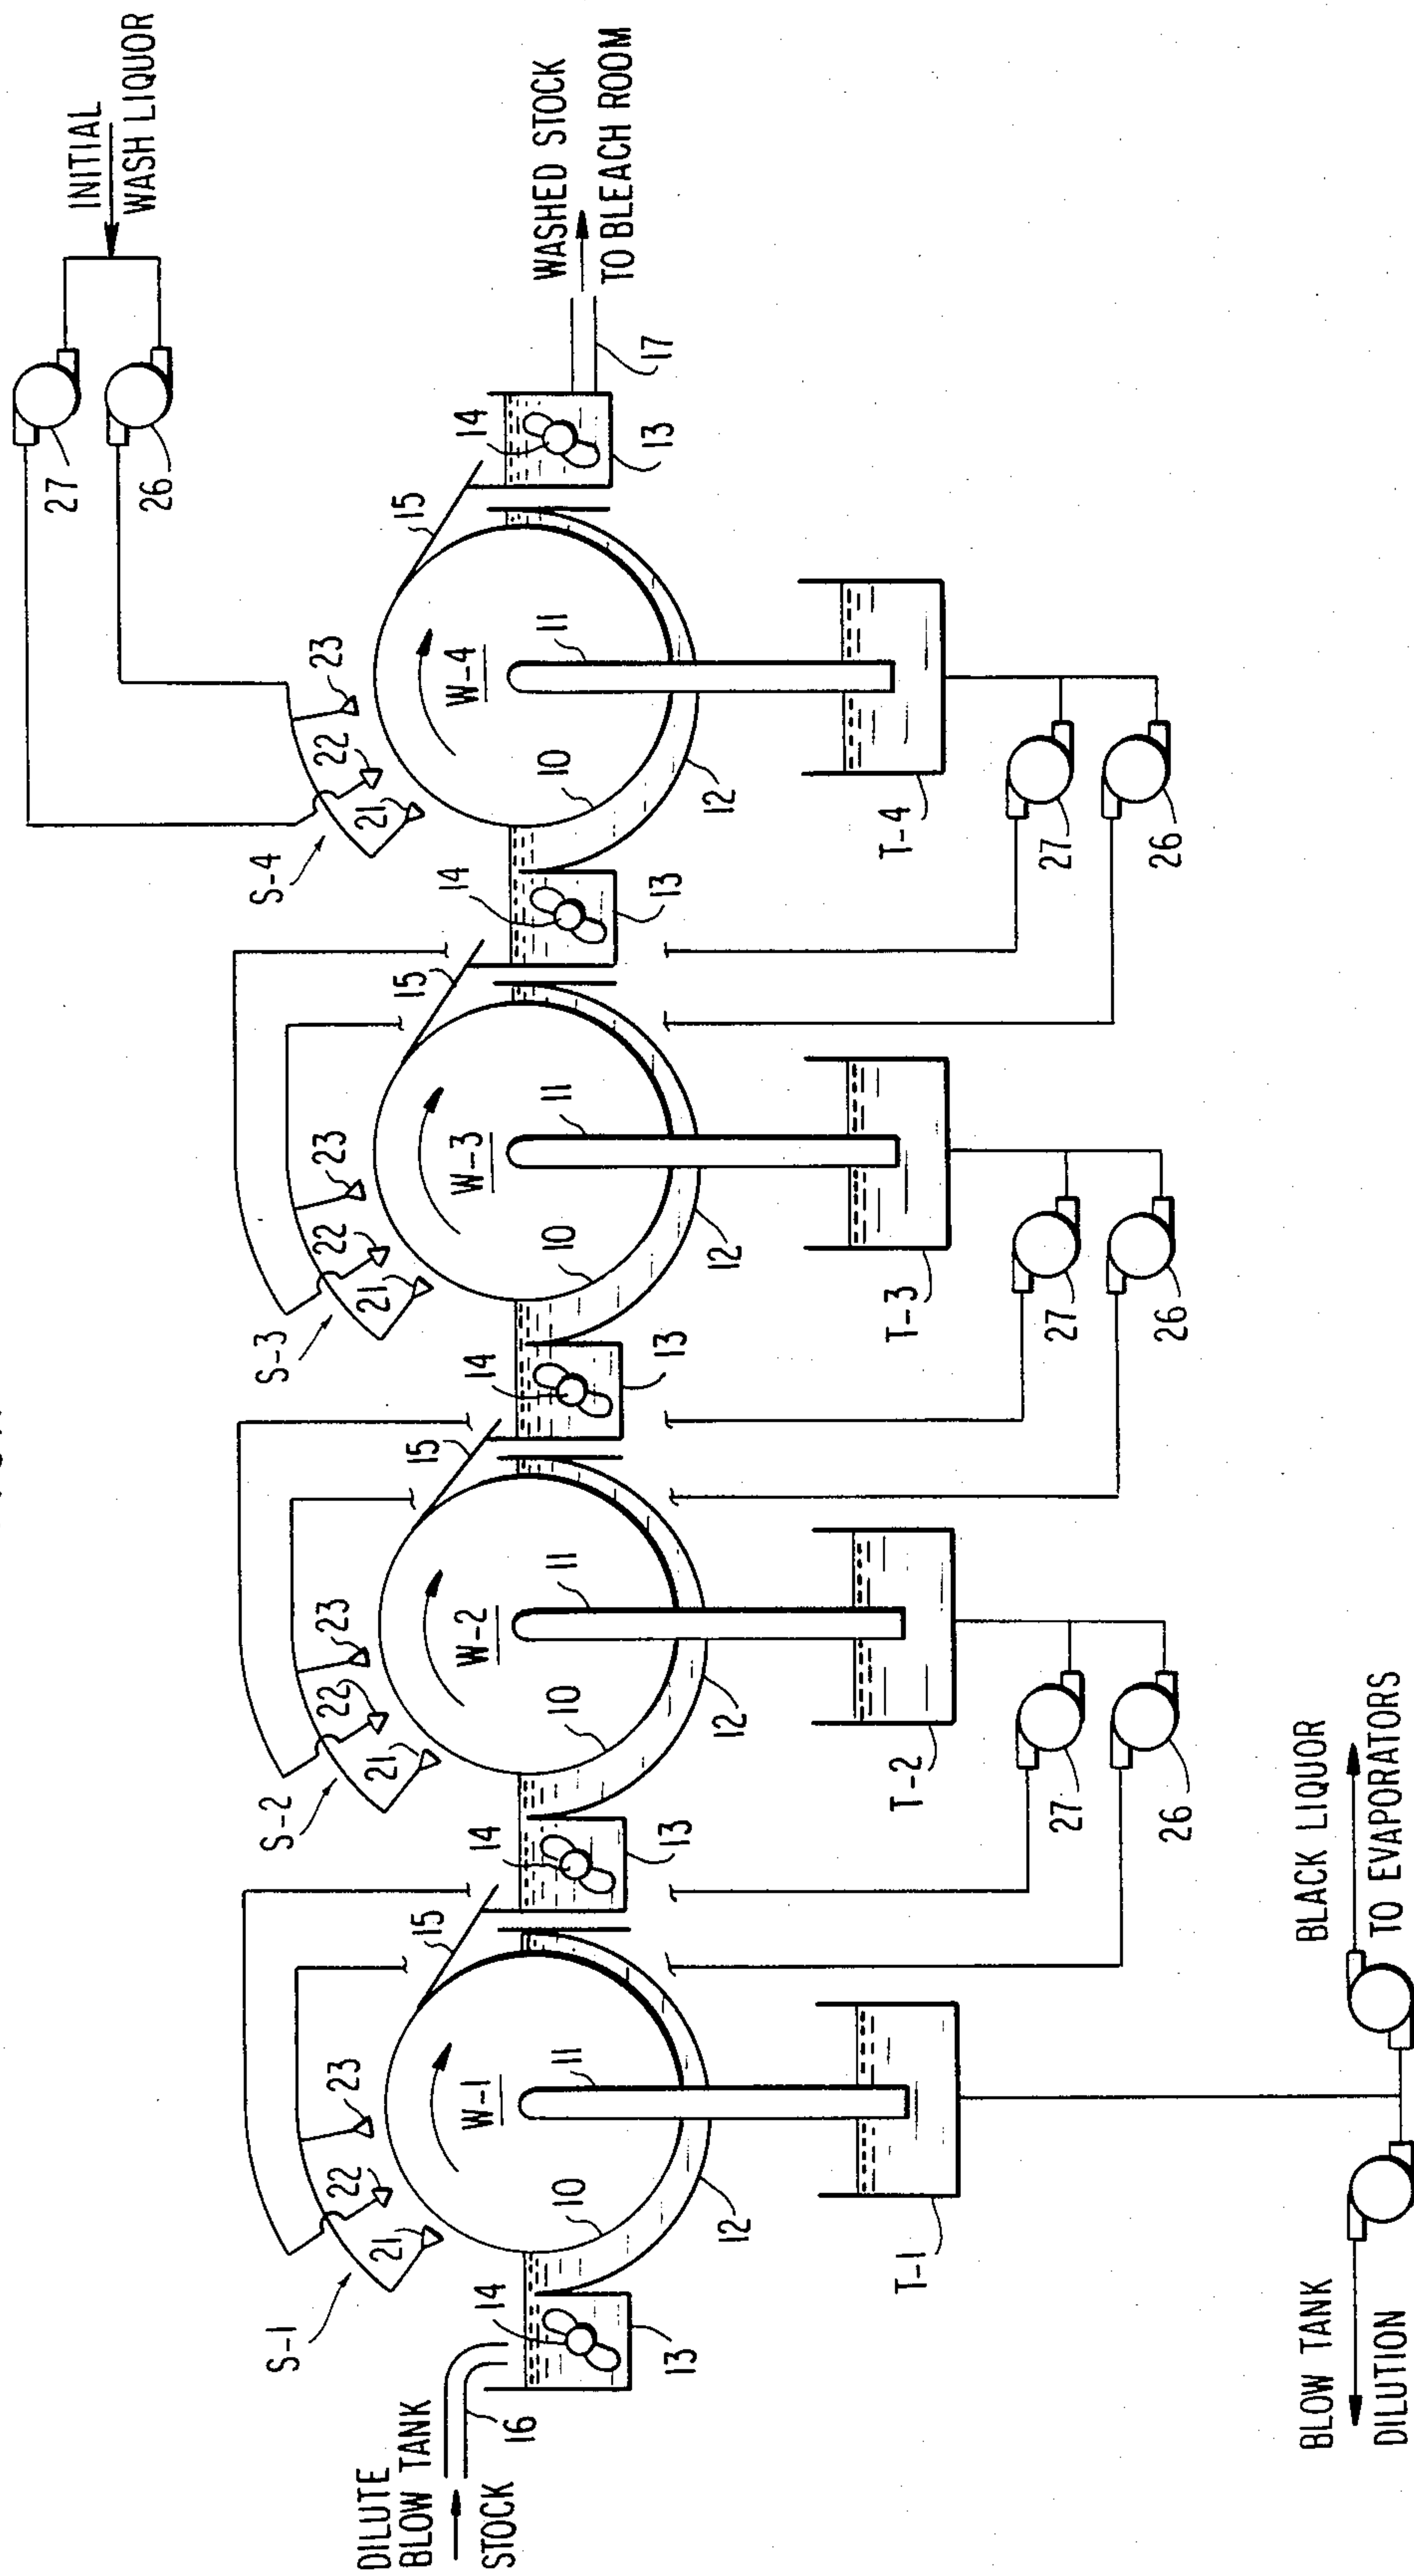 INITIAL
WASH LIQUOR
27
26
S-1
S-2
S-3
S-4
21
22
23
21
22
23
21
22
23
21
22
23
DILUTE
BLOW TANK
STOCK
16
14
15
14
15
14
15
14
15
14
WASHED STOCK
TO BLEACH ROOM
17
W-1
W-2
W-3
W-4
10
11
10
11
10
11
10
11
13
12
13
12
13
12
13
12
13
T-1
T-2
T-3
T-4
27
26
27
26
27
26
BLOW TANK
DILUTION
BLACK LIQUOR
TO EVAPORATORS